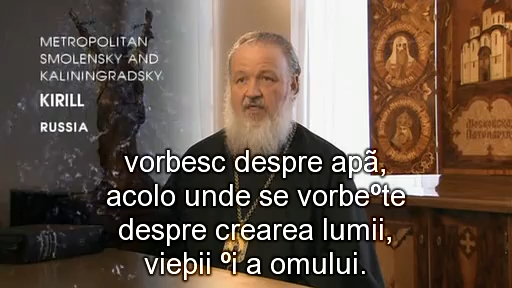 METROPOLITAN
SMOLENSKY AND
KALININGRADSKY
KIRILL
RUSSIA
МОСКОВСКАЯ
vorbesc despre apã,
acolo unde se vorbeºte
despre crearea lumii,
vieþii ºi a omului.